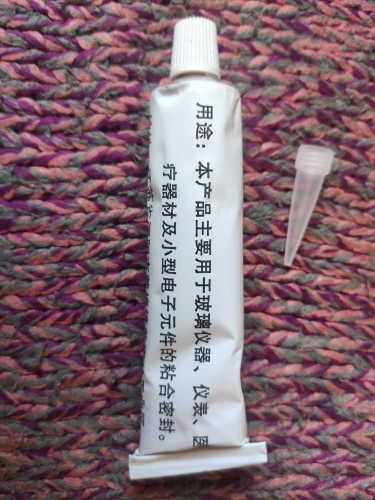 用途：本产品主要用于玻璃仪器、仪表、医
疗器材及小型电子元件的粘合密封。